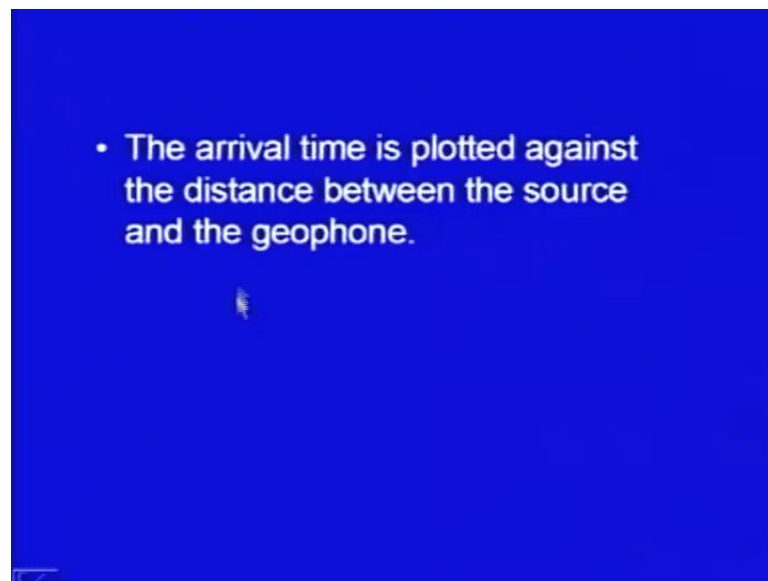 • The arrival time is plotted against
the distance between the source
and the geophone.